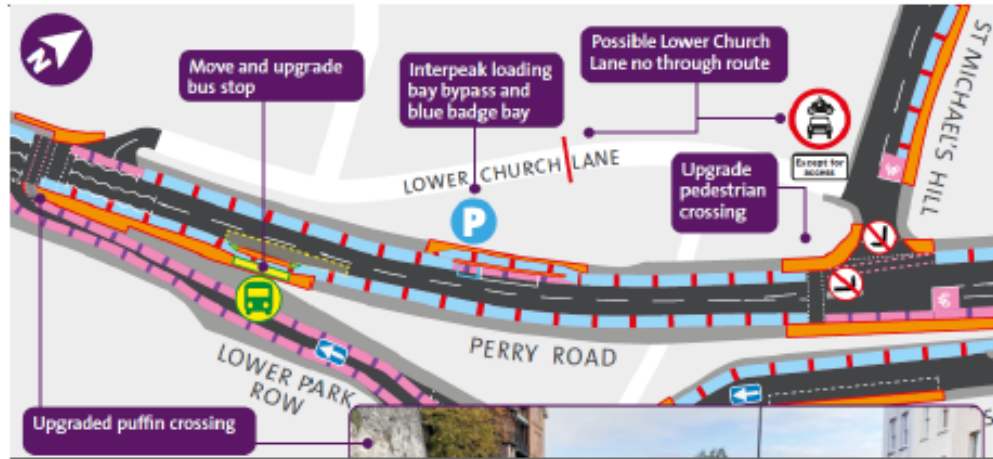 N
Move and upgrade
bus stop
Interpeak loading
bay bypass and
blue badge bay
Possible Lower Church
Lane no through route
Except for
access
ST MICHAEL'S HILL
LOWER CHURCH LANE
Upgrade
pedestrian
crossing
P
PERRY ROAD
LOWER PARK
ROW
Upgraded puffin crossing
S